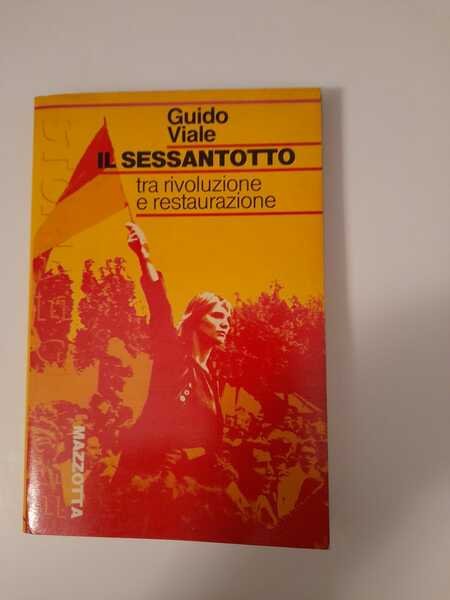 Guido
Viale
IL SESSANTOTTO
tra rivoluzione
e restaurazione
MAZZOTTA